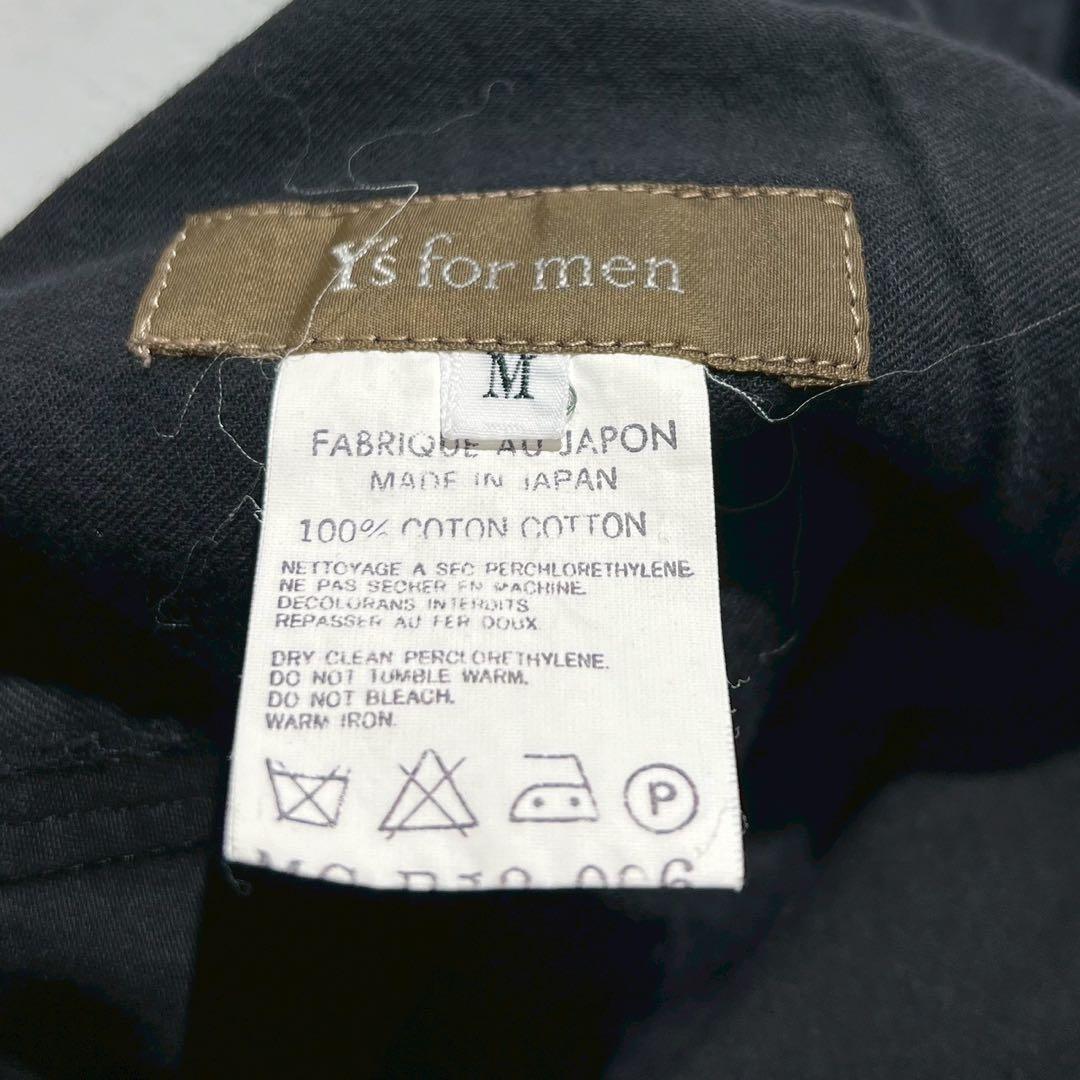 Y's for men
M
FABRIQUE AU JAPON
MADE IN JAPAN
100% COTON COTTON
NETTOYAGE A SEC PERCHLORETHYLENE
NE PAS SECHER EN MACHINE.
DECOLORANS INTERDITS
REPASSER AU FER DOUX.
DRY CLEAN PERCLORETHYLENE.
DO NOT TUMBLE WARM.
DO NOT BLEACH.
WARM IRON.
P